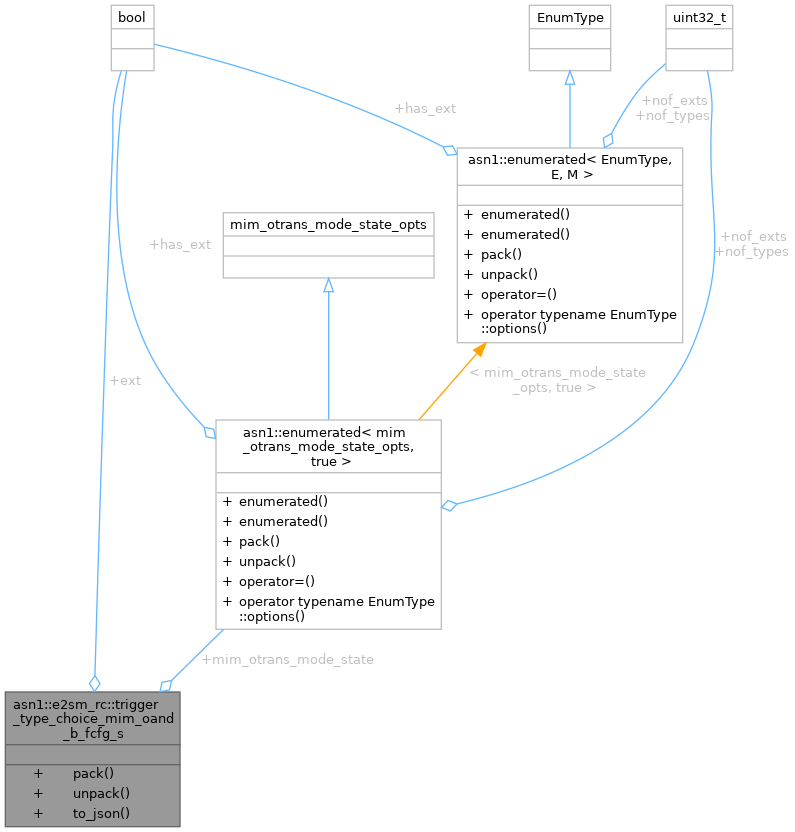 bool
EnumType
uint32_t
+has_ext
+nof_exts
+nof_types
asn1::enumerated< EnumType,
E, M >
+ enumerated()
+ enumerated()
+ pack()
+ unpack()
+ operator=()
+ operator typename EnumType
::options()
mim_otrans_mode_state_opts
+has_ext
+nof_exts
+nof_types
+ext
< mim_otrans_mode_state
_opts, true >
asn1::enumerated< mim
_otrans_mode_state_opts,
true >
+ enumerated()
+ enumerated()
+ pack()
+ unpack()
+ operator=()
+ operator typename EnumType
::options()
+mim_otrans_mode_state
asn1::e2sm_rc::trigger
_type_choice_mim_oand
_b_fcfg_s
+ pack()
+ unpack()
+ to_json()